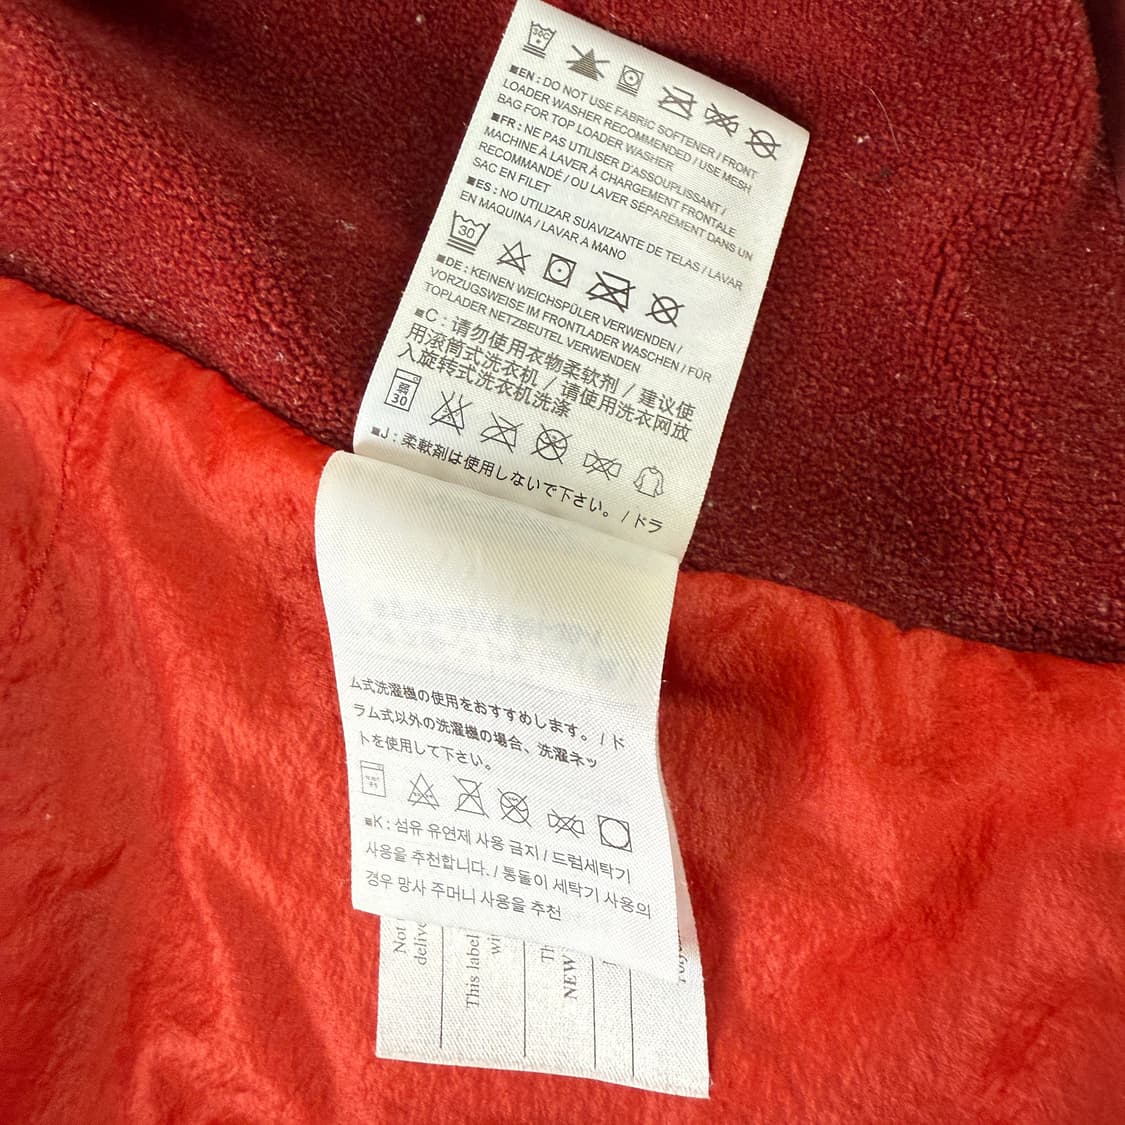 30C
■EN : DO NOT USE FABRIC SOFTENER / FRONT
LOADER WASHER RECOMMENDED / USE MESH
BAG FOR TOP LOADER WASHER
■FR : NE PAS UTILISER D'ASSOUPLISSANT /
MACHINE À LAVER À CHARGEMENT FRONTALE
RECOMMANDÉ / OU LAVER SÉPARÉMENT DANS UN
SAC EN FILET
■ES : NO UTILIZAR SUAVIZANTE DE TELAS / LAVAR
EN MAQUINA / LAVAR A MANO
30
■DE : KEINEN WEICHSPÜLER VERWENDEN /
VORZUGSWEISE IM FRONTLADER WASCHEN / FÜR
TOPLADER NETZBEUTEL VERWENDEN
■C : 请勿使用衣物柔软剂 / 建议使
用滚筒式洗衣机 / 请使用洗衣网放
入旋转式洗衣机洗涤
弱
30
■J : 柔軟剤は使用しないで下さい。 / ドラ
ム式洗濯機の使用をおすすめします。 / ド
ラム式以外の洗濯機の場合、洗濯ネッ
トを使用して下さい。
■K : 섬유 유연제 사용 금지 / 드럼세탁기
사용을 추천합니다. / 통돌이 세탁기 사용의
경우 망사 주머니 사용을 추천
Not
delive
This label
wi
Th
NEW